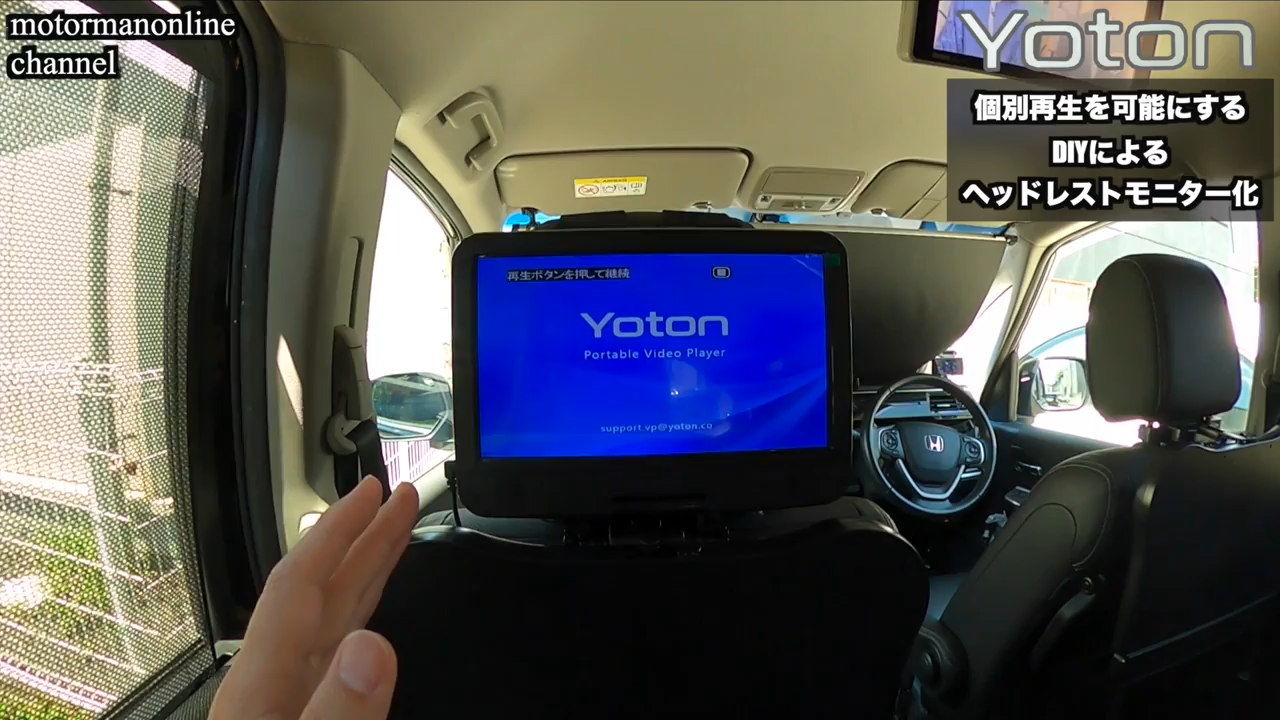 motormanonline
channel
Yoton
個別再生を可能にする
DIYによる
ヘッドレストモニター化
再生ボタンを押して継続
Yoton
Portable Video Player
support.vp@yoton.co